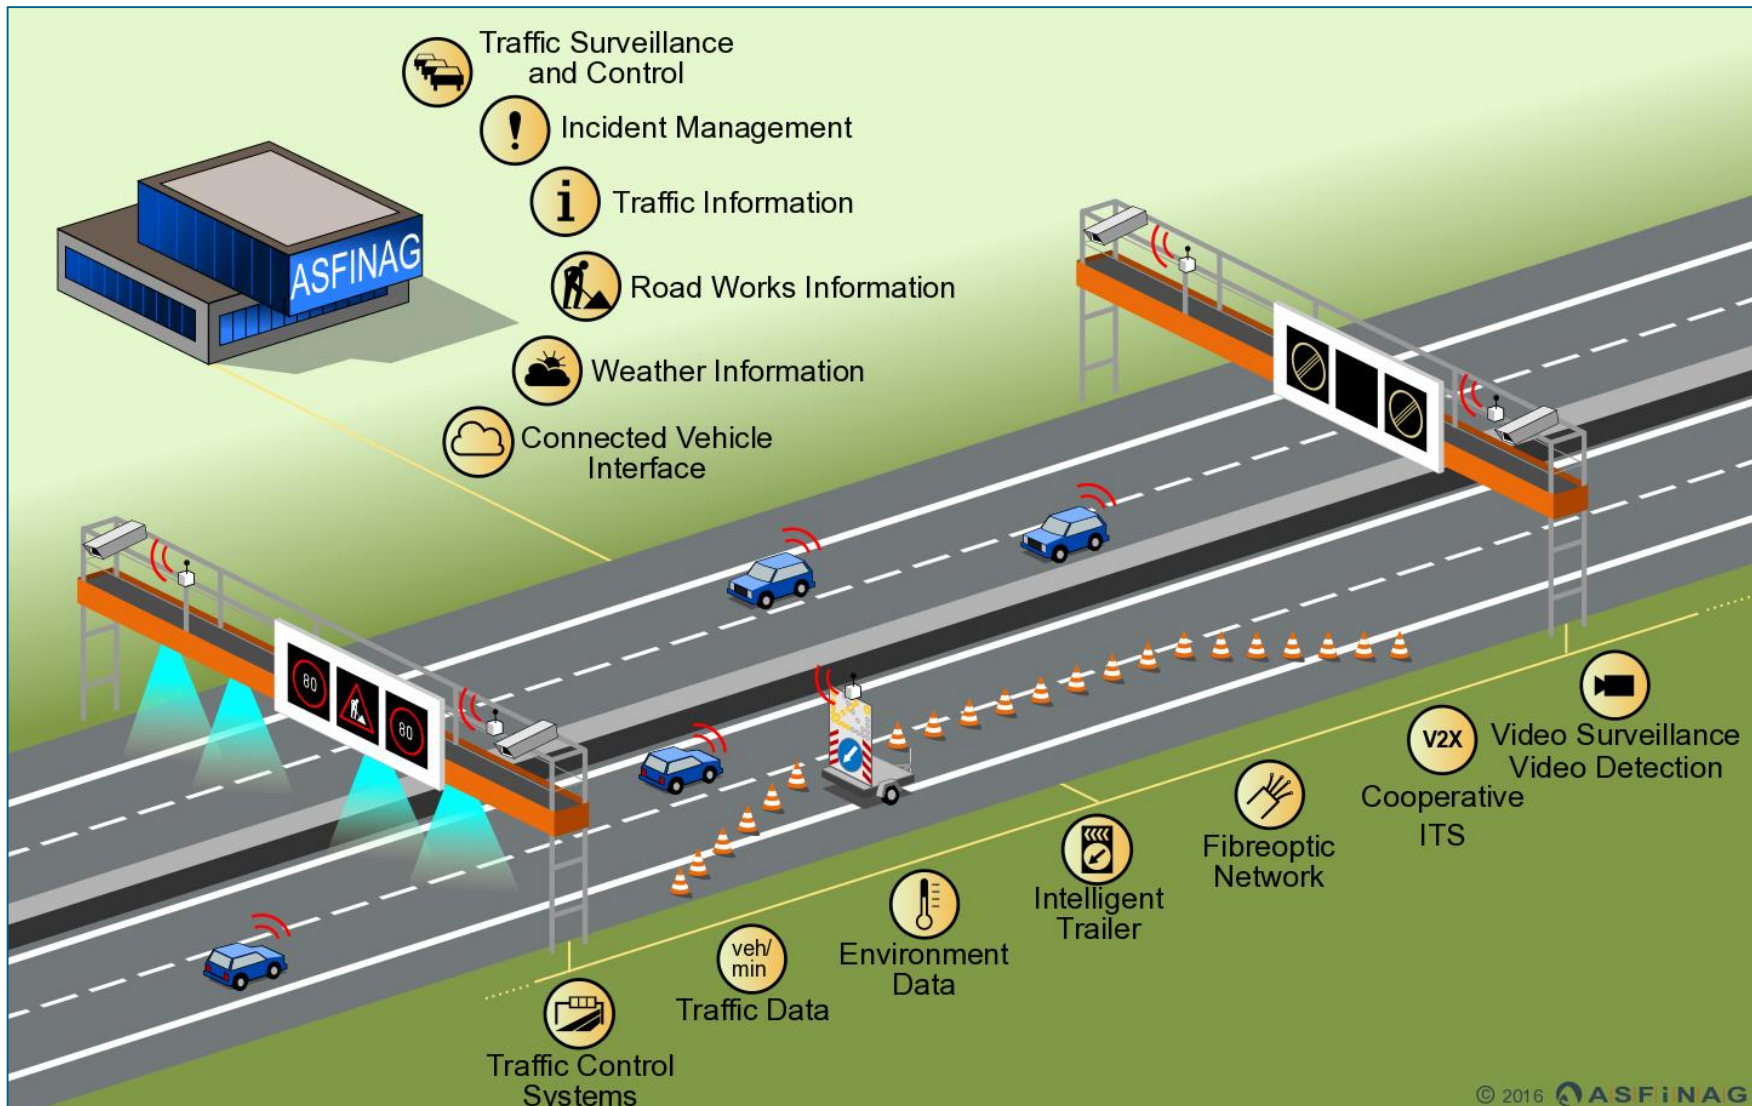 Traffic Surveillance
and Control
Incident Management
Traffic Information
Road Works Information
Weather Information
Connected Vehicle
Interface
ASFINAG
80
80
V2X
Video Surveillance
Video Detection
Cooperative
ITS
Fibreoptic
Network
Intelligent
Trailer
Environment
Data
veh/
min
Traffic Data
Traffic Control
Systems
© 2016 ASFiNAG